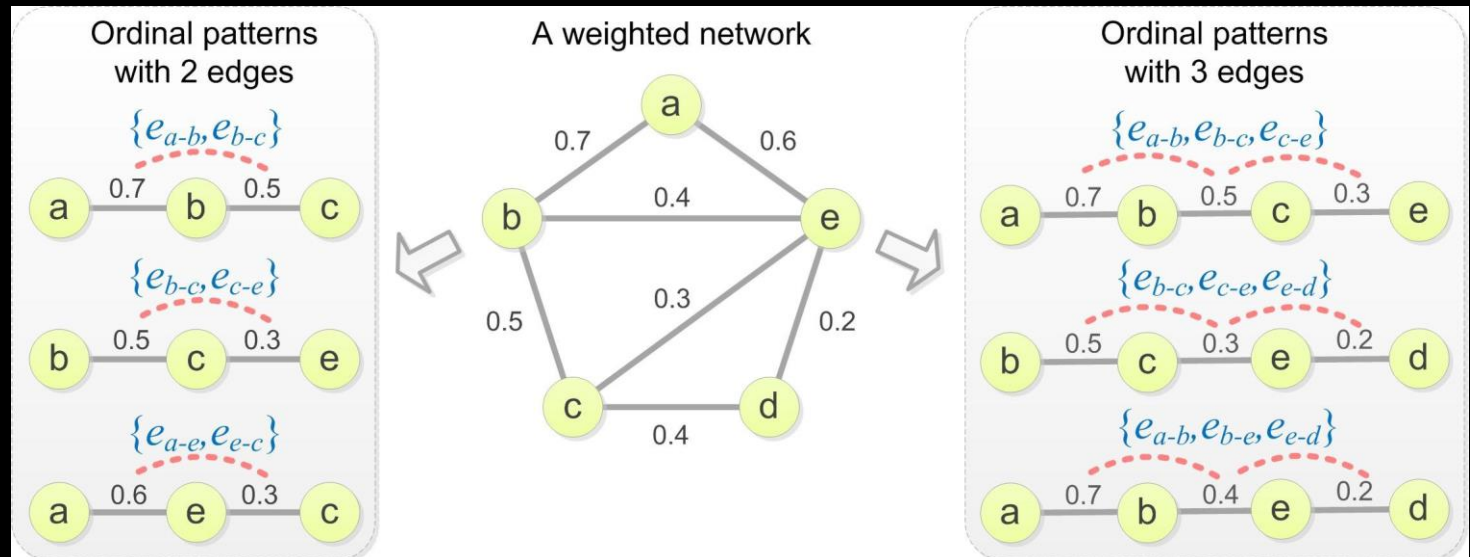 Ordinal patterns
with 2 edges
{e_{a-b},e_{b-c}}
a 0.7 b 0.5 c
{e_{b-c},e_{c-e}}
b 0.5 c 0.3 e
{e_{a-e},e_{e-c}}
a 0.6 e 0.3 c
A weighted network
a
0.7 0.6
b 0.4 e
0.5 0.3 0.2
c d
0.4
Ordinal patterns
with 3 edges
{e_{a-b},e_{b-c},e_{c-e}}
a 0.7 b 0.5 c 0.3 e
{e_{b-c},e_{c-e},e_{e-d}}
b 0.5 c 0.3 e 0.2 d
{e_{a-b},e_{b-e},e_{e-d}}
a 0.7 b 0.4 e 0.2 d